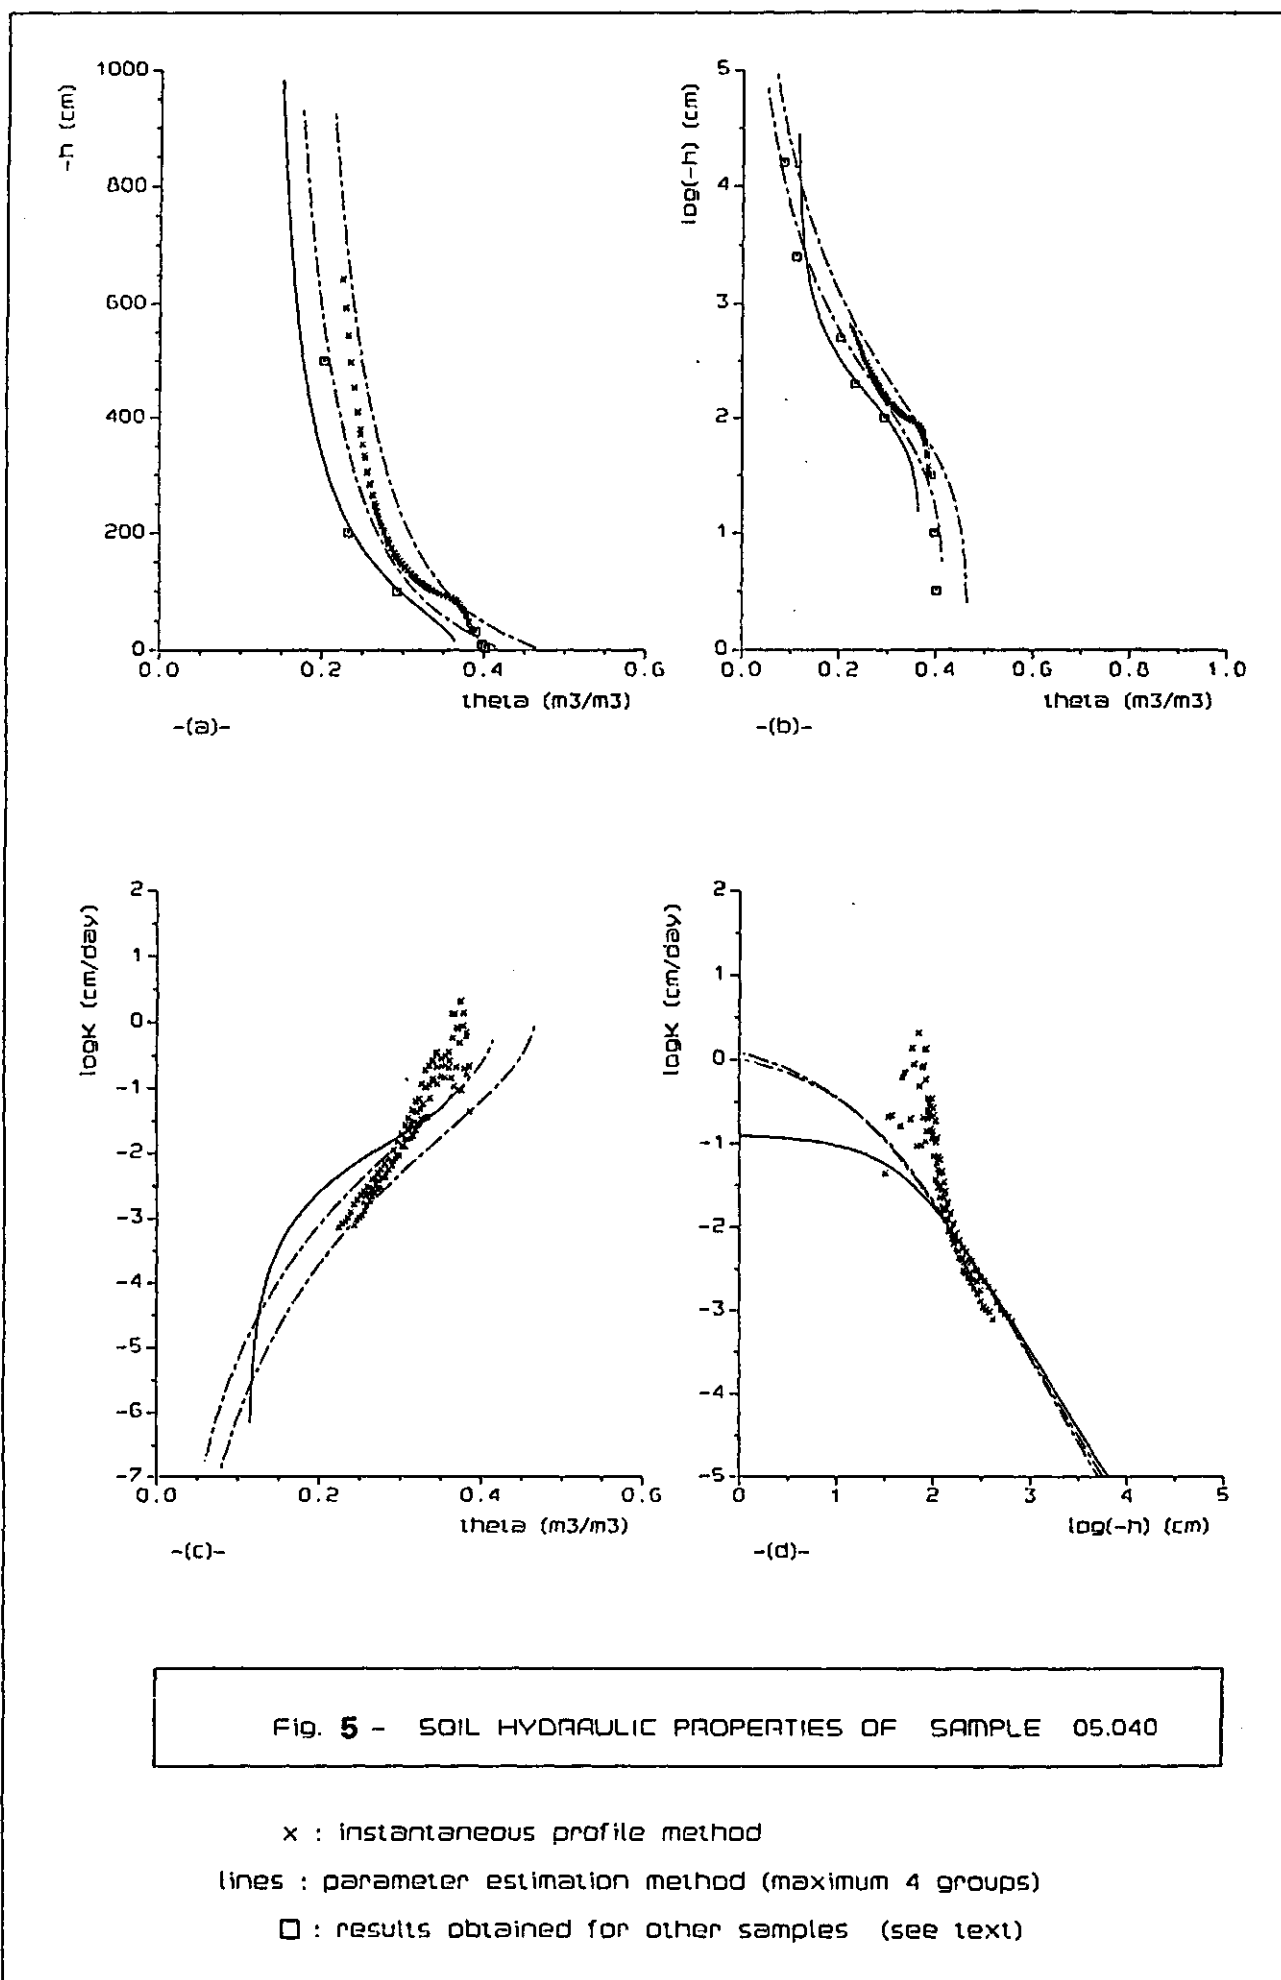 -h (cm)
1000
800
600
400
200
0
0.0 0.2 0.4 0.6
theta (m3/m3)
-(a)-
log(-h) (cm)
5
4
3
2
1
0
0.0 0.2 0.4 0.6 0.8 1.0
theta (m3/m3)
-(b)-
logK (cm/day)
2
1
0
-1
-2
-3
-4
-5
-6
-7
0.0 0.2 0.4 0.6
theta (m3/m3)
-(c)-
logK (cm/day)
2
1
0
-1
-2
-3
-4
-5
0 1 2 3 4 5
log(-h) (cm)
-(d)-
Fig. 5 - SOIL HYDRAULIC PROPERTIES OF SAMPLE 05.040
x : instantaneous profile method
lines : parameter estimation method (maximum 4 groups)
□ : results obtained for other samples (see text)